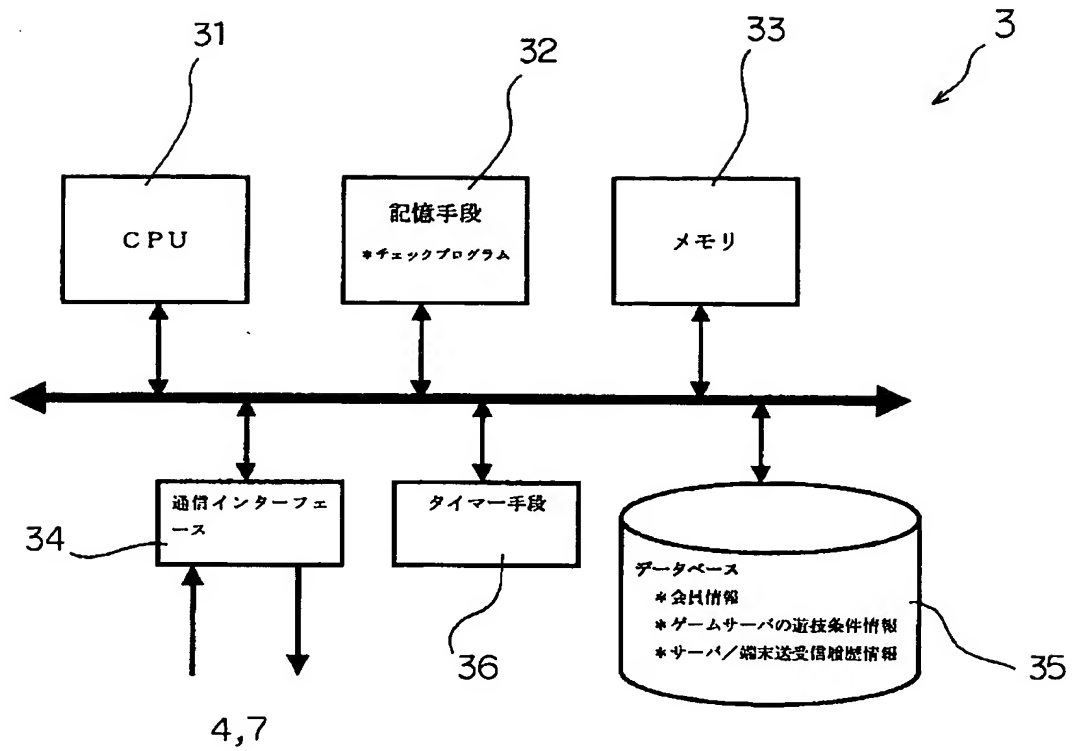 31
32
33
3
CPU
記憶手段
*チェックプログラム
メモリ
通信インターフェ
ース
タイマー手段
データベース
*会員情報
*ゲームサーバの遊技条件情報
*サーバ/端末送受信履歴情報
34
36
35
4,7